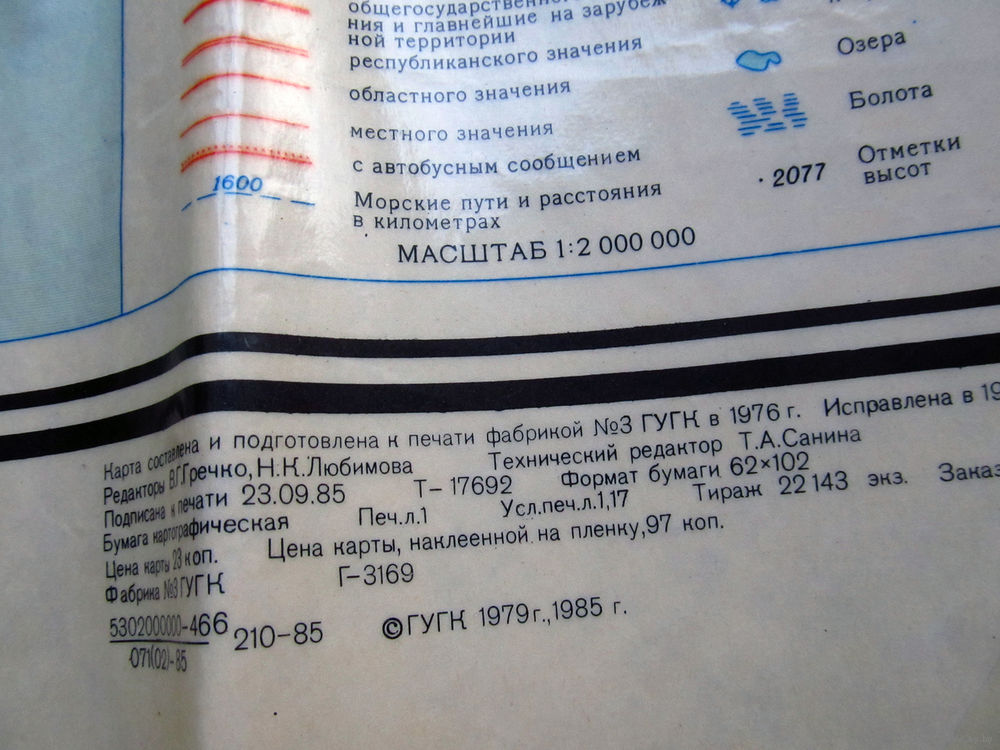 общегосударственного
ния и главнейшие на зарубеж-
ной территории
республиканского значения
областного значения
местного значения
с автобусным сообщением
1600
Морские пути и расстояния
в километрах
Озера
Болота
· 2077
Отметки
высот
МАСШТАБ 1:2 000 000
Карта составлена и подготовлена к печати фабрикой №3 ГУГК в 1976 г. Исправлена в 19
Редакторы В.Г.Гречко, Н.К.Любимова Технический редактор Т.А.Санина
Подписана к печати 23.09.85 Т-17692 Формат бумаги 62×102
Бумага картографическая Печ.л.1 Усл.печ.л.1,17 Тираж 22 143 экз. Заказ
Цена карты 23 коп. Цена карты, наклеенной на пленку, 97 коп.
Фабрика №3 ГУГК Г-3169
5302000000-466
071(02)-85
210-85 ©ГУГК 1979 г., 1985 г.